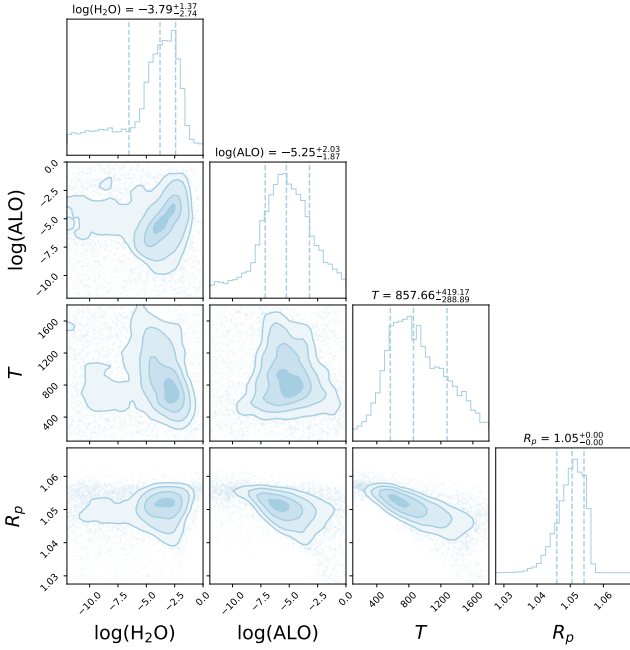 log(H₂O) = −3.79+1.37−2.74
log(ALO) = −5.25+2.03−1.87
T = 857.66+419.17−288.89
Rp = 1.05+0.00−0.00
log(ALO)
0.0
−2.5
−5.0
−7.5
−10.0
T
1600
1200
800
400
Rp
1.06
1.05
1.04
1.03
−10.0 −7.5 −5.0 −2.5 0.0
−10.0 −7.5 −5.0 −2.5 0.0
400 800 1200 1600
1.03 1.04 1.05 1.06
log(H₂O) log(ALO) T Rp